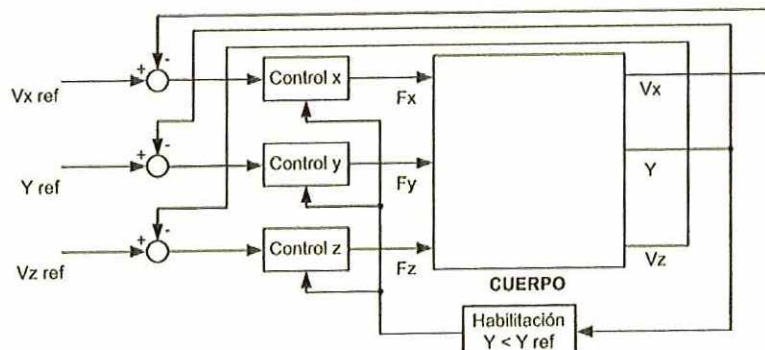 +
-
Vx ref
Control x
Fx
Vx
+
-
Y ref
Control y
Fy
Y
+
-
Vz ref
Control z
Fz
Vz
CUERPO
Habilitación
Y < Y ref